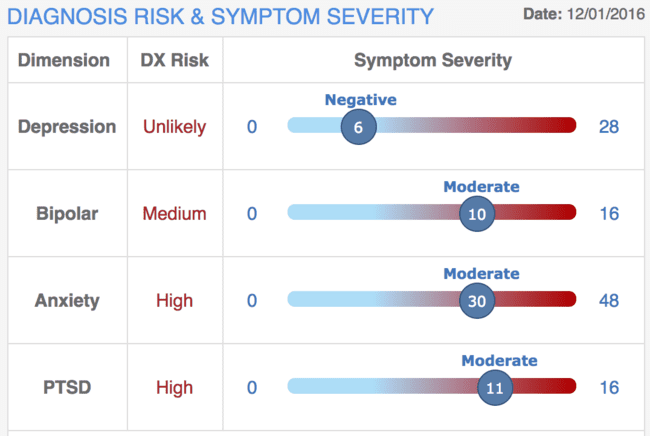 DIAGNOSIS RISK & SYMPTOM SEVERITY Date: 12/01/2016
Dimension DX Risk Symptom Severity
Negative
Depression Unlikely 0 6 28
Moderate
Bipolar Medium 0 10 16
Moderate
Anxiety High 0 30 48
Moderate
PTSD High 0 11 16